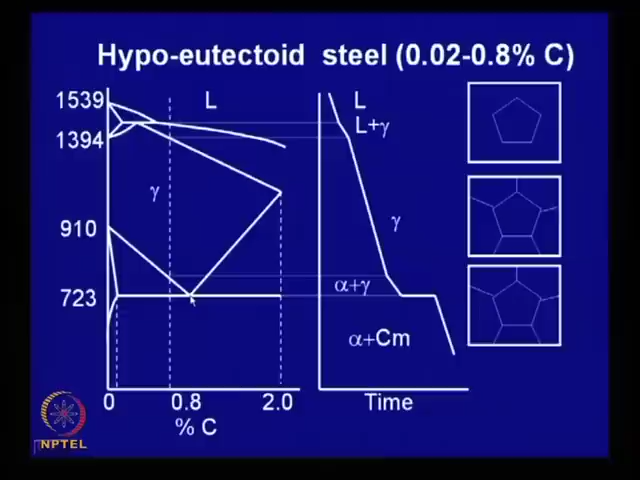 Hypo-eutectoid steel (0.02-0.8% C)
1539
L
L
1394
L+γ
γ
γ
910
723
α+γ
α+Cm
0
0.8
2.0
Time
% C
NPTEL